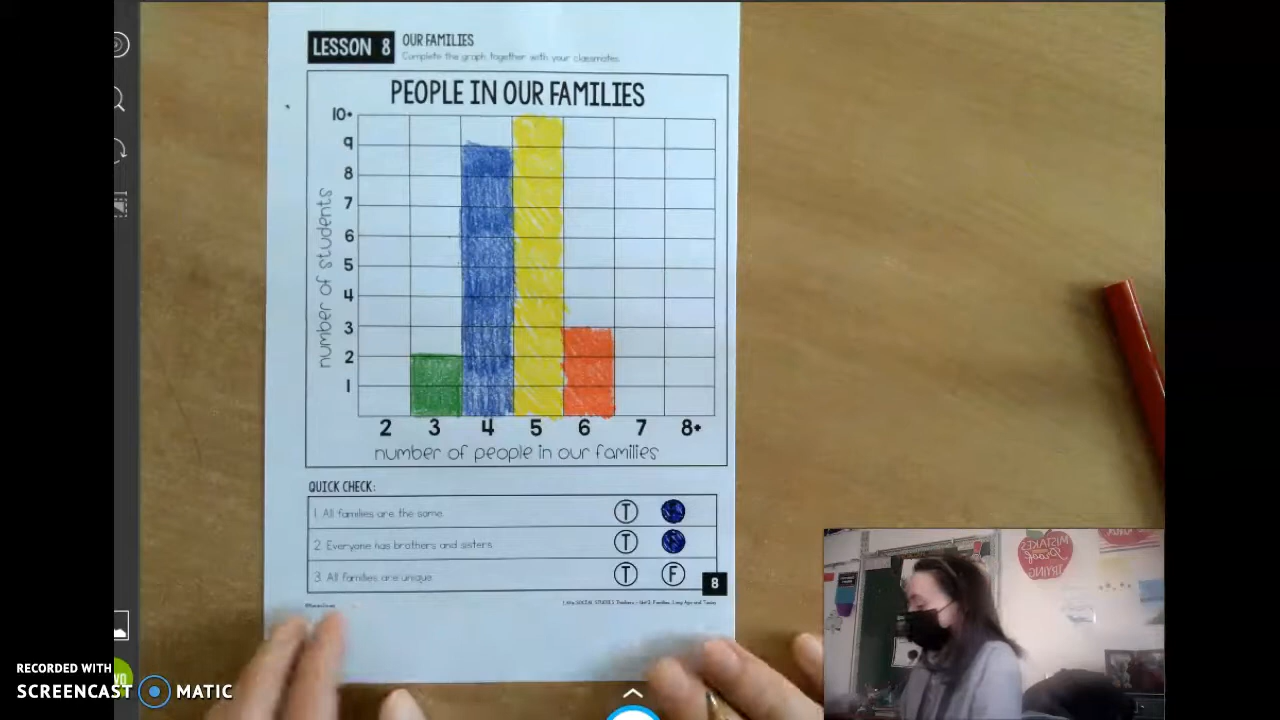 LESSON 8
OUR FAMILIES
Complete the graph together with your classmates.
PEOPLE IN OUR FAMILIES
number of students
10+
9
8
7
6
5
4
3
2
1
2 3 4 5 6 7 8+
number of people in our families
QUICK CHECK:
1. All families are the same. T
2. Everyone has brothers and sisters. T
3. All families are unique. T F
8
MISTAKES
Proof
TRYING
RECORDED WITH
SCREENCAST MATIC